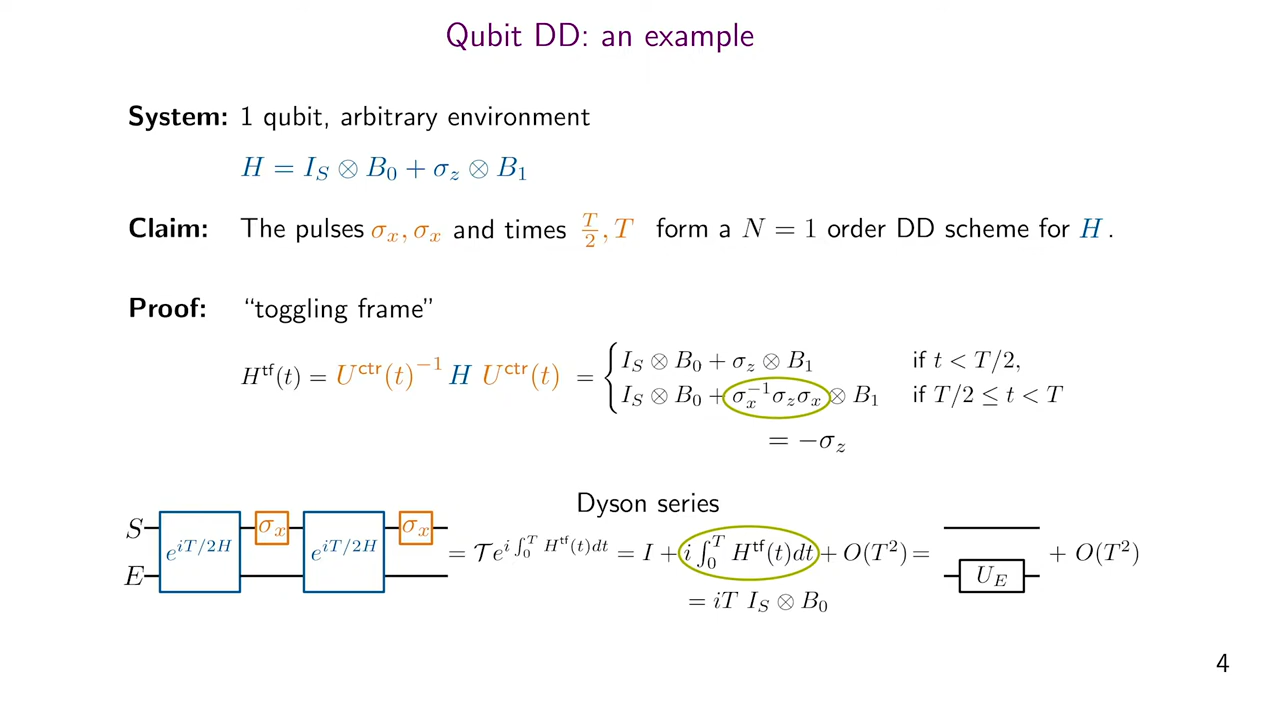 Qubit DD: an example
System: 1 qubit, arbitrary environment
H = I_S ⊗ B_0 + σ_z ⊗ B_1
Claim: The pulses σ_x, σ_x and times T/2, T form a N = 1 order DD scheme for H.
Proof: “toggling frame”
H^tf(t) = U^ctr(t)^−1 H U^ctr(t) = { I_S ⊗ B_0 + σ_z ⊗ B_1 if t < T/2,
I_S ⊗ B_0 + σ_x^−1 σ_z σ_x ⊗ B_1 if T/2 ≤ t < T
= −σ_z
Dyson series
S e^{iT/2H} σ_x e^{iT/2H} σ_x
E
= 𝒯 e^{i ∫_0^T H^tf(t)dt} = I + i ∫_0^T H^tf(t)dt + O(T^2) = U_E + O(T^2)
= iT I_S ⊗ B_0
4